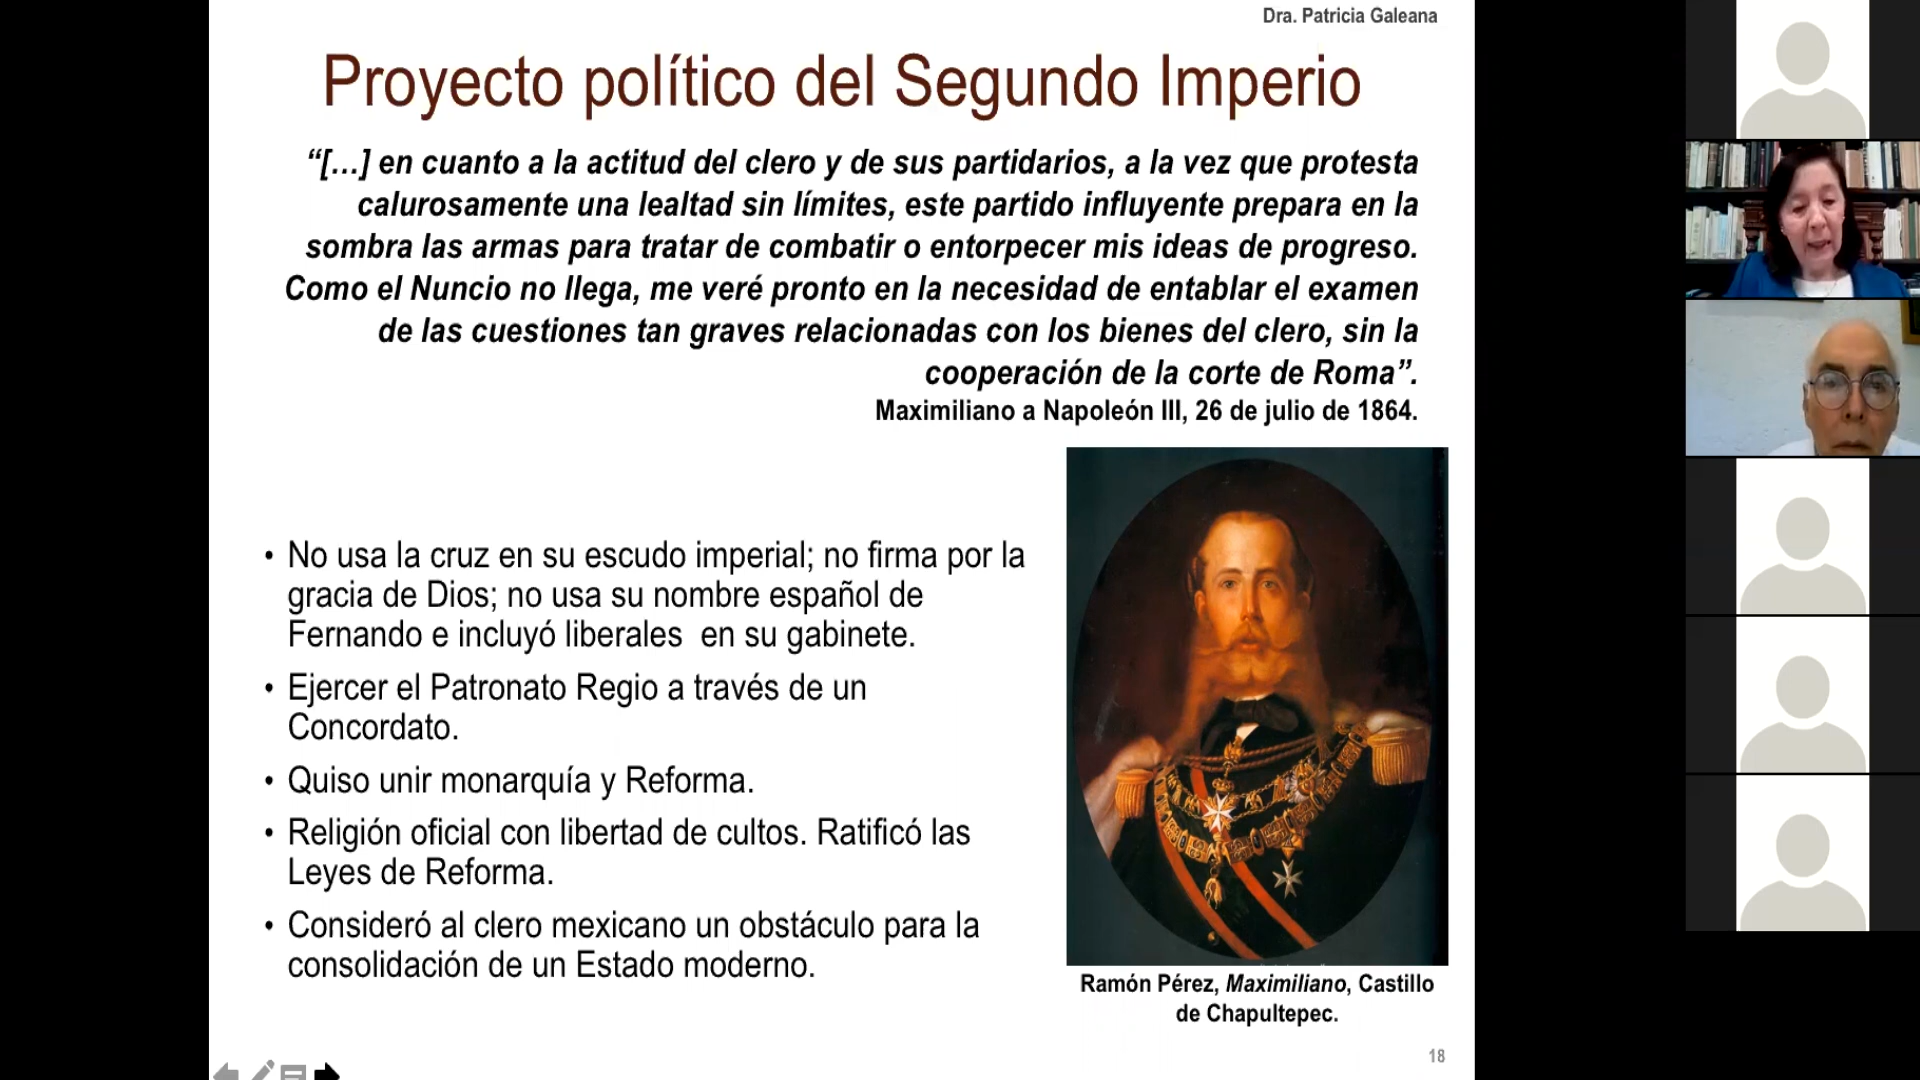 Dra. Patricia Galeana
Proyecto político del Segundo Imperio
“[…] en cuanto a la actitud del clero y de sus partidarios, a la vez que protesta
calurosamente una lealtad sin límites, este partido influyente prepara en la
sombra las armas para tratar de combatir o entorpecer mis ideas de progreso.
Como el Nuncio no llega, me veré pronto en la necesidad de entablar el examen
de las cuestiones tan graves relacionadas con los bienes del clero, sin la
cooperación de la corte de Roma”.
Maximiliano a Napoleón III, 26 de julio de 1864.
• No usa la cruz en su escudo imperial; no firma por la
gracia de Dios; no usa su nombre español de
Fernando e incluyó liberales en su gabinete.
• Ejercer el Patronato Regio a través de un
Concordato.
• Quiso unir monarquía y Reforma.
• Religión oficial con libertad de cultos. Ratificó las
Leyes de Reforma.
• Consideró al clero mexicano un obstáculo para la
consolidación de un Estado moderno.
Ramón Pérez, Maximiliano, Castillo
de Chapultepec.
18